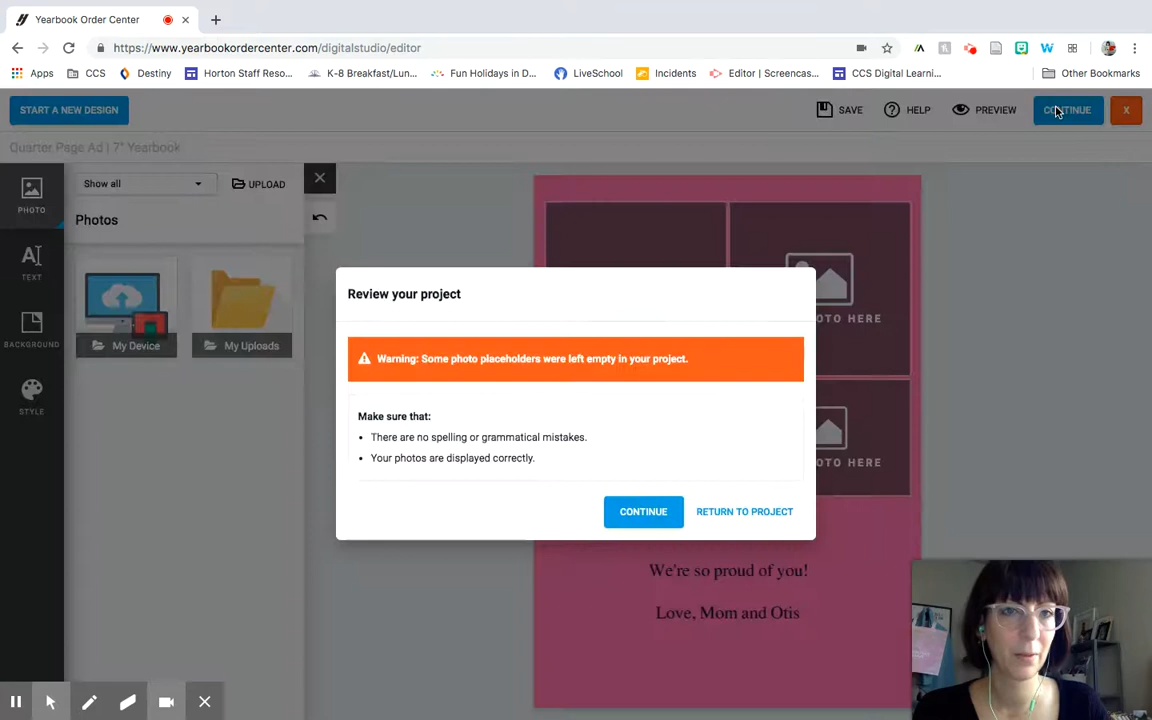 Yearbook Order Center
https://www.yearbookordercenter.com/digitalstudio/editor
Apps
CCS
Destiny
Horton Staff Reso...
K-8 Breakfast/Lun...
Fun Holidays in D...
LiveSchool
Incidents
Editor | Screencas...
CCS Digital Learni...
Other Bookmarks
START A NEW DESIGN
SAVE
HELP
PREVIEW
CONTINUE
X
Quarter Page Ad | 7" Yearbook
PHOTO
TEXT
BACKGROUND
STYLE
Show all
UPLOAD
Photos
My Device
My Uploads
OTO HERE
OTO HERE
Review your project
Warning: Some photo placeholders were left empty in your project.
Make sure that:
There are no spelling or grammatical mistakes.
Your photos are displayed correctly.
CONTINUE
RETURN TO PROJECT
We're so proud of you!
Love, Mom and Otis